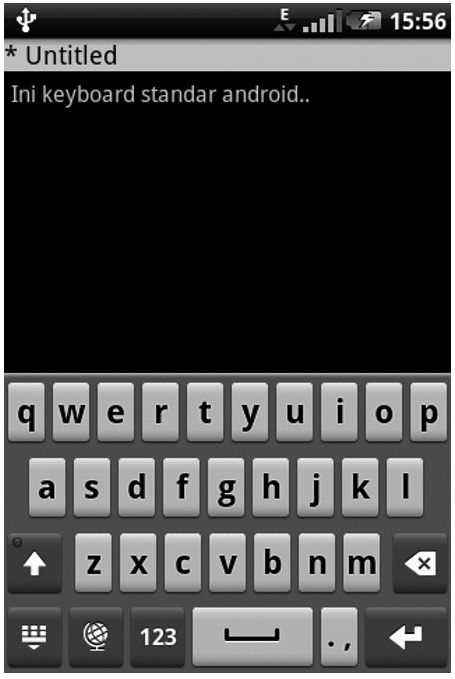 E 15:56
* Untitled
Ini keyboard standar android..
q w e r t y u i o p
a s d f g h j k l
z x c v b n m
123 . ,